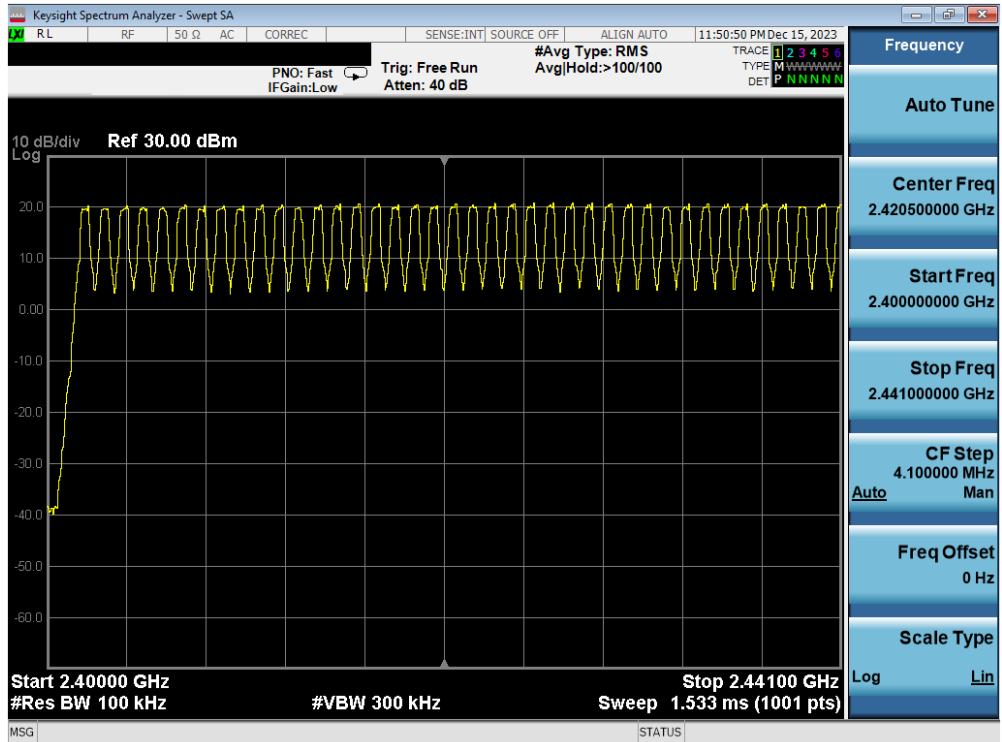 Keysight Spectrum Analyzer - Swept SA
LXI RL RF 50 Ω AC CORREC SENSE:INT SOURCE OFF ALIGN AUTO 11:50:50 PM Dec 15, 2023
#Avg Type: RMS TRACE 1 2 3 4 5 6
PNO: Fast Trig: Free Run Avg|Hold:>100/100 TYPE M WWWWW
IFGain:Low Atten: 40 dB DET P N N N N N
10 dB/div Ref 30.00 dBm
Log
20.0
10.0
0.00
-10.0
-20.0
-30.0
-40.0
-50.0
-60.0
Start 2.40000 GHz Stop 2.44100 GHz
#Res BW 100 kHz #VBW 300 kHz Sweep 1.533 ms (1001 pts)
MSG STATUS
Frequency
Auto Tune
Center Freq
2.420500000 GHz
Start Freq
2.400000000 GHz
Stop Freq
2.441000000 GHz
CF Step
4.100000 MHz
Auto Man
Freq Offset
0 Hz
Scale Type
Log Lin